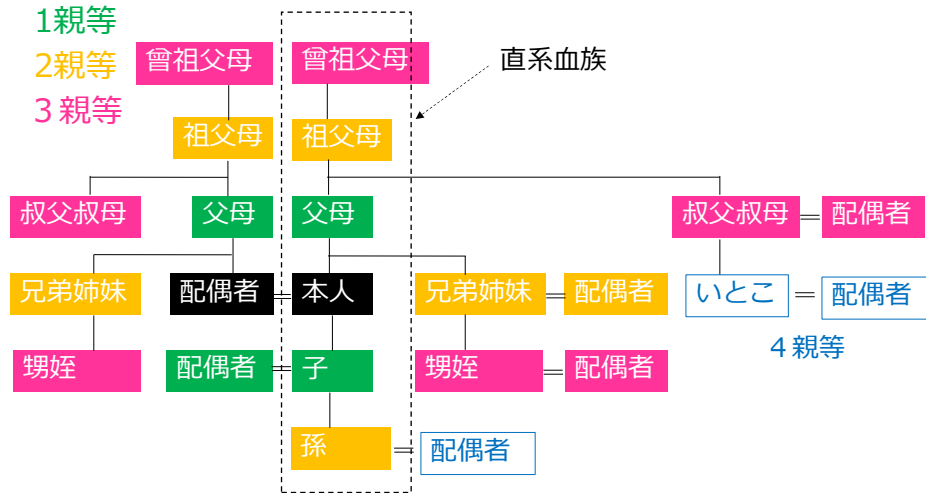 1親等
2親等
3親等
曾祖父母
曾祖父母
直系血族
祖父母
祖父母
叔父叔母
父母
父母
叔父叔母
配偶者
兄弟姉妹
配偶者
本人
兄弟姉妹
配偶者
いとこ
配偶者
4親等
甥姪
配偶者
子
甥姪
配偶者
孫
配偶者